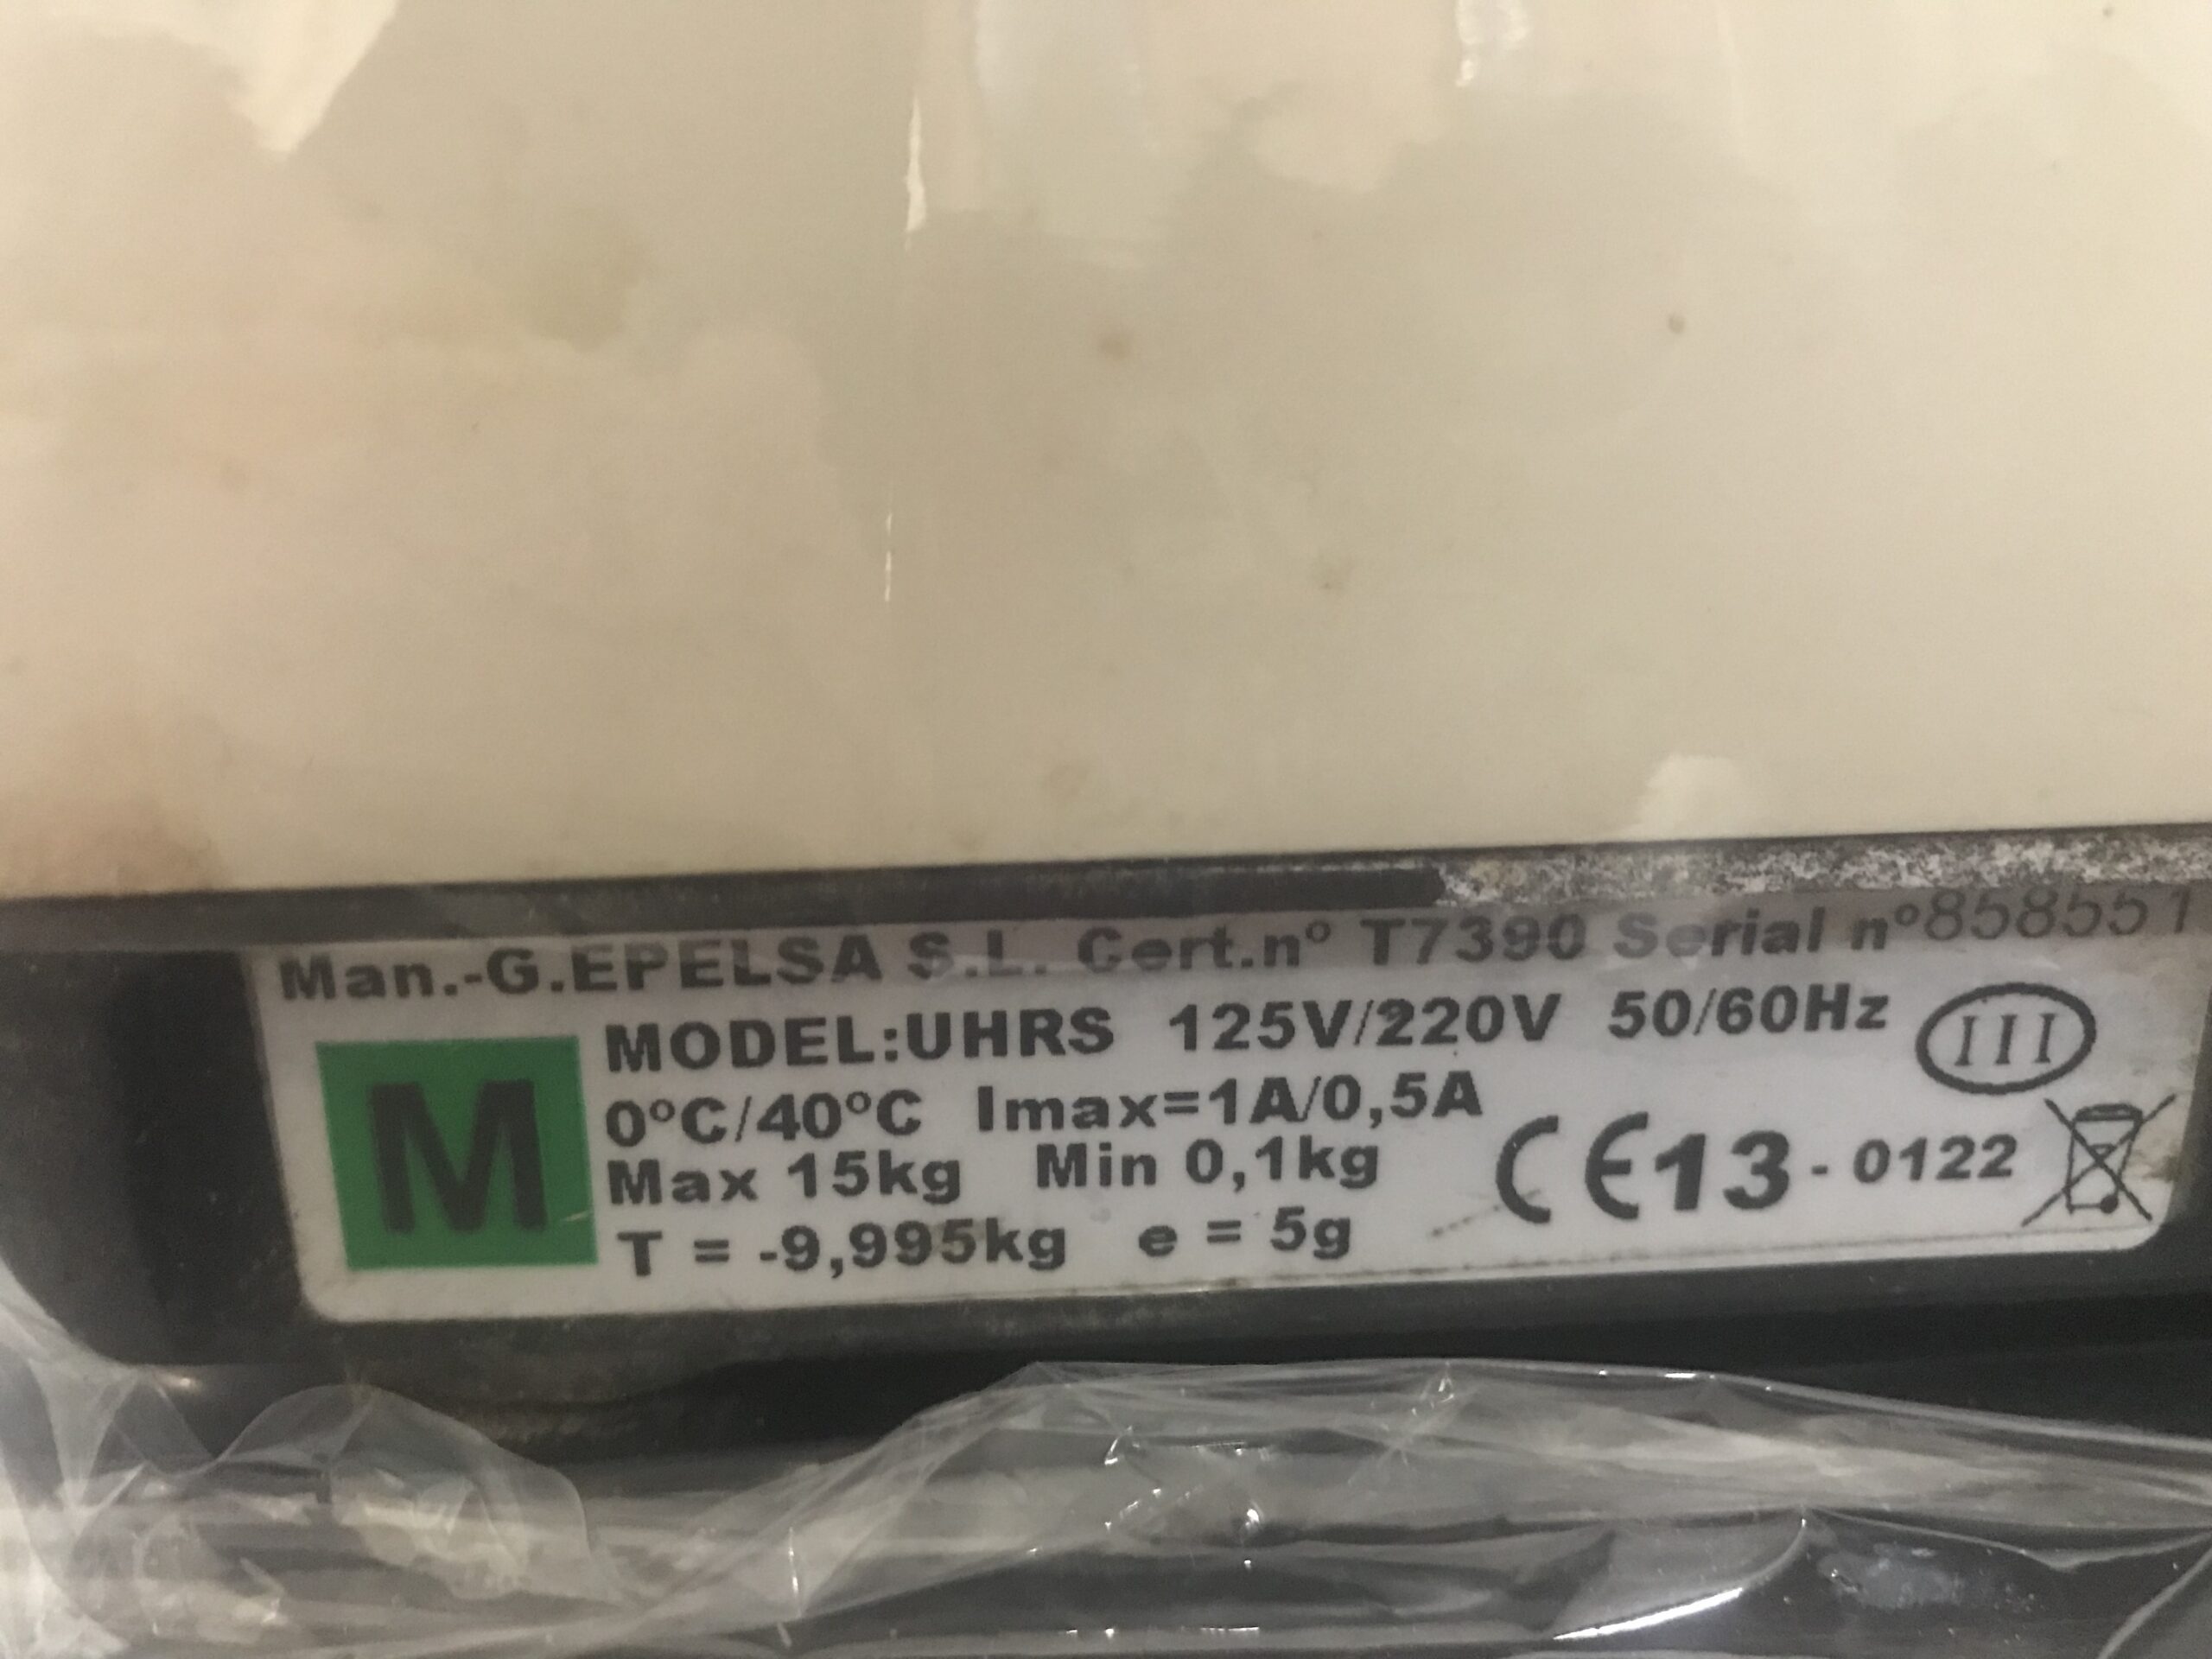 Man.-G.EPELSA S.L. Cert.nº T7390 Serial nº858551
MODEL:UHRS 125V/220V 50/60Hz III
M
0ºC/40ºC Imax=1A/0,5A
Max 15kg Min 0,1kg CE13-0122
T = -9,995kg e = 5g